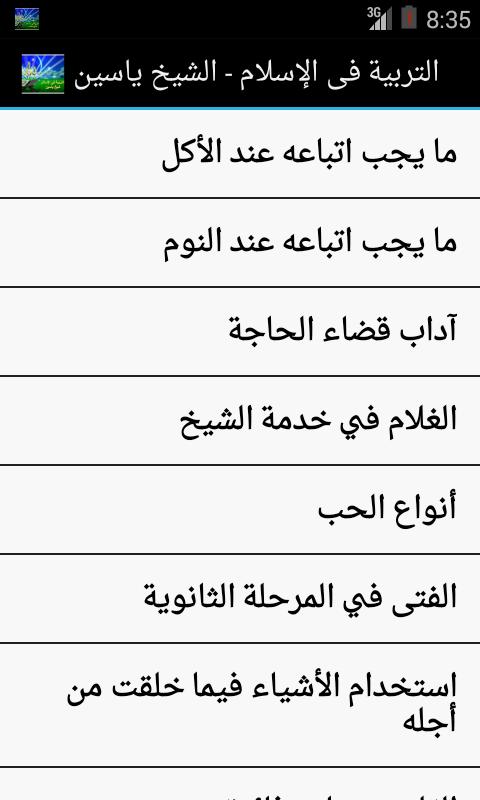 3G 8:35
التربية فى الإسلام - الشيخ ياسين
ما يجب اتباعه عند الأكل
ما يجب اتباعه عند النوم
آداب قضاء الحاجة
الغلام في خدمة الشيخ
أنواع الحب
الفتى في المرحلة الثانوية
استخدام الأشياء فيما خلقت من
أجله